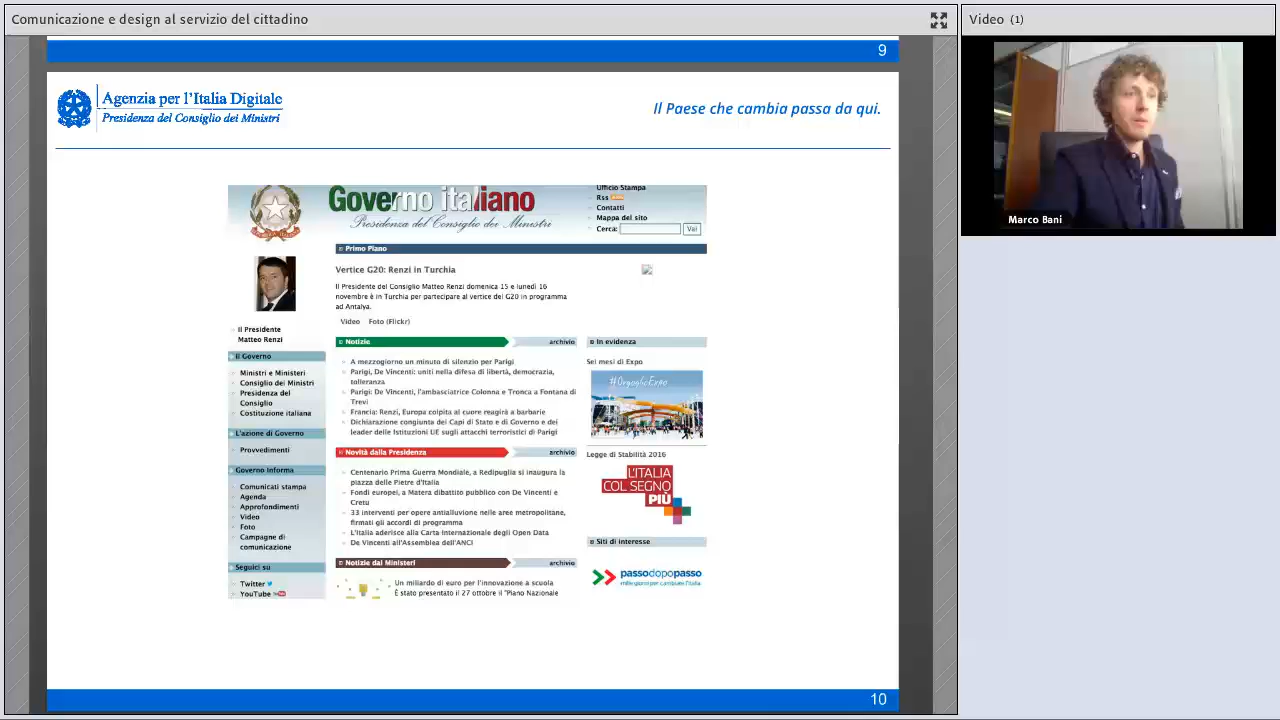 Comunicazione e design al servizio del cittadino
Video (1)
9
Agenzia per l'Italia Digitale
Presidenza del Consiglio dei Ministri
Il Paese che cambia passa da qui.
Marco Bani
Governo italiano
Presidenza del Consiglio dei Ministri
Ufficio Stampa
Rss
Contatti
Mappa del sito
Cerca:
Vai
Primo Piano
Vertice G20: Renzi in Turchia
Il Presidente del Consiglio Matteo Renzi domenica 15 e lunedì 16
novembre è in Turchia per partecipare al vertice del G20 in programma
ad Antalya.
Video Foto (Flickr)
Il Presidente
Matteo Renzi
Il Governo
Ministri e Ministeri
Consiglio dei Ministri
Presidenza del
Consiglio
Costituzione italiana
L'azione di Governo
Provvedimenti
Governo Informa
Comunicati stampa
Agenda
Approfondimenti
Video
Foto
Campagne di
comunicazione
Seguici su
Twitter
YouTube
Notizie
archivio
A mezzogiorno un minuto di silenzio per Parigi
Parigi, De Vincenti: uniti nella difesa di libertà, democrazia,
tolleranza
Parigi: De Vincenti, l'ambasciatrice Colonna e Tronca a Fontana di
Trevi
Francia: Renzi, Europa colpita al cuore reagirà a barbarie
Dichiarazione congiunta dei Capi di Stato e di Governo e dei
leader delle Istituzioni UE sugli attacchi terroristici di Parigi
Novità dalla Presidenza
archivio
Centenario Prima Guerra Mondiale, a Redipuglia si inaugura la
piazza delle Pietre d'Italia
Fondi europei, a Matera dibattito pubblico con De Vincenti e
Cretu
33 interventi per opere antialluvione nelle aree metropolitane,
firmati gli accordi di programma
L'Italia aderisce alla Carta Internazionale degli Open Data
De Vincenti all'Assemblea dell'ANCI
Notizie dai Ministeri
archivio
Un miliardo di euro per l'innovazione a scuola
È stato presentato il 27 ottobre il "Piano Nazionale
In evidenza
Sei mesi di Expo
#OrgoglioExpo
Legge di Stabilità 2016
L'ITALIA
COL SEGNO
PIÙ
Siti di interesse
passodopopasso
mille giorni per cambiare l'Italia
10